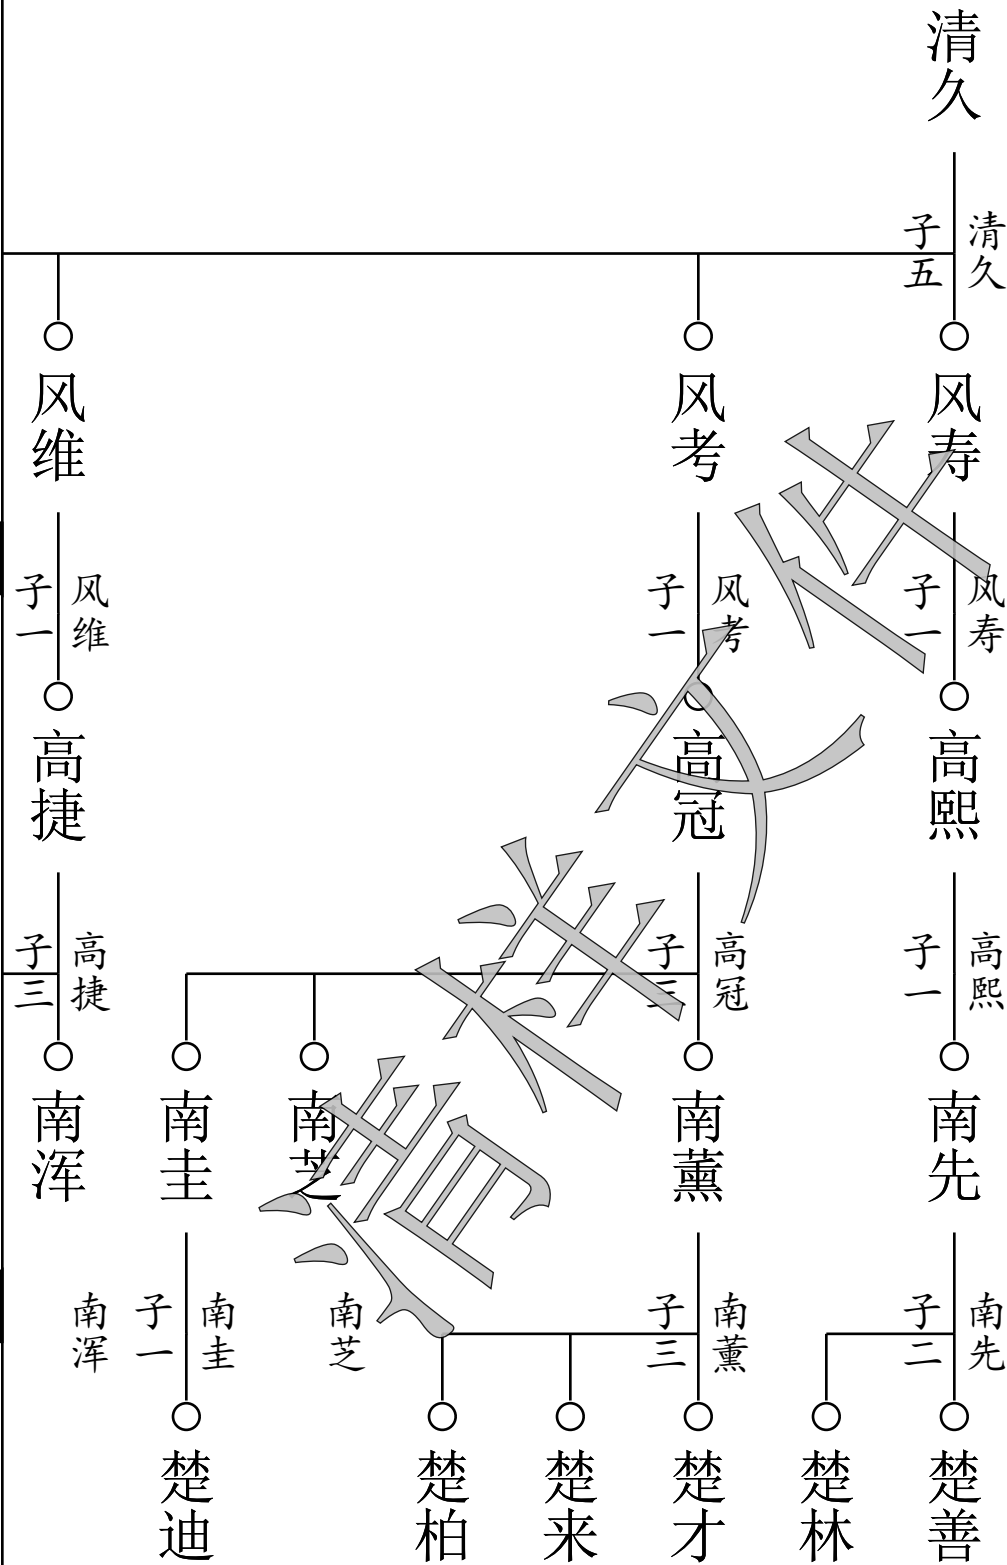 清久
清久
子五
风寿
风考
风维
风寿
子一
风考
子一
风维
子一
高熙
高冠
高捷
高熙
子一
高冠
子三
高捷
子三
南先
南薰
南芝
南圭
南浑
南先
子二
南薰
子三
南芝
南圭
子一
南浑
楚善
楚林
楚才
楚来
楚柏
楚迪